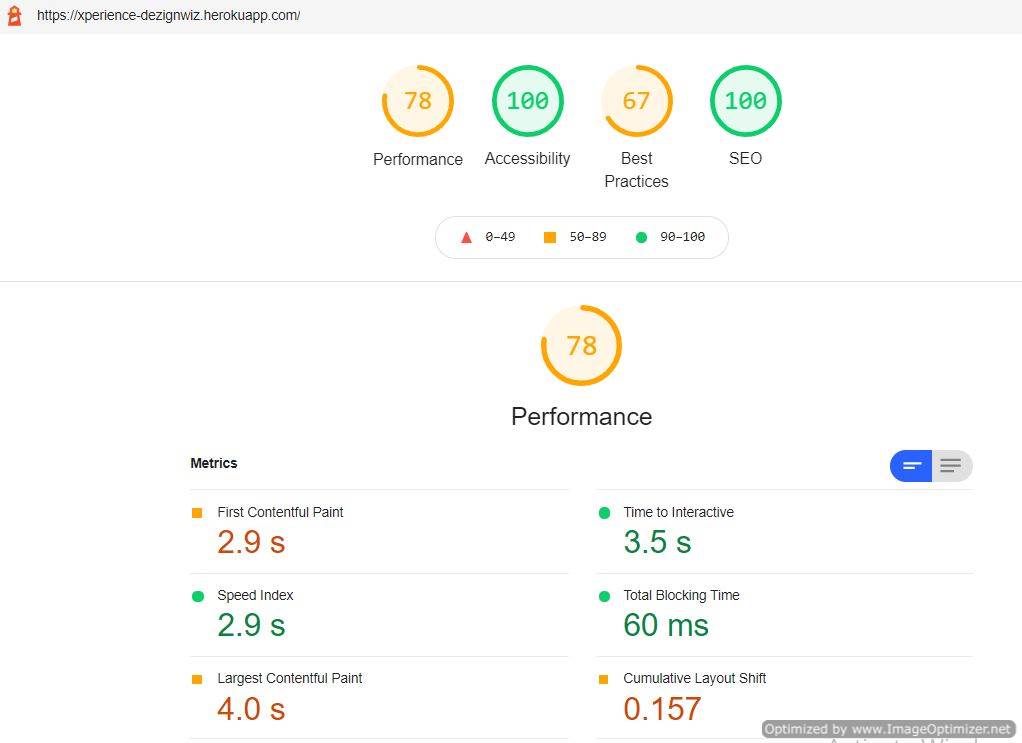 https://xperience-dezignwiz.herokuapp.com/
78 100 67 100
Performance Accessibility Best Practices SEO
0–49 50–89 90–100
78
Performance
Metrics
First Contentful Paint
2.9 s
Time to Interactive
3.5 s
Speed Index
2.9 s
Total Blocking Time
60 ms
Largest Contentful Paint
4.0 s
Cumulative Layout Shift
0.157
Optimized by www.ImageOptimizer.net